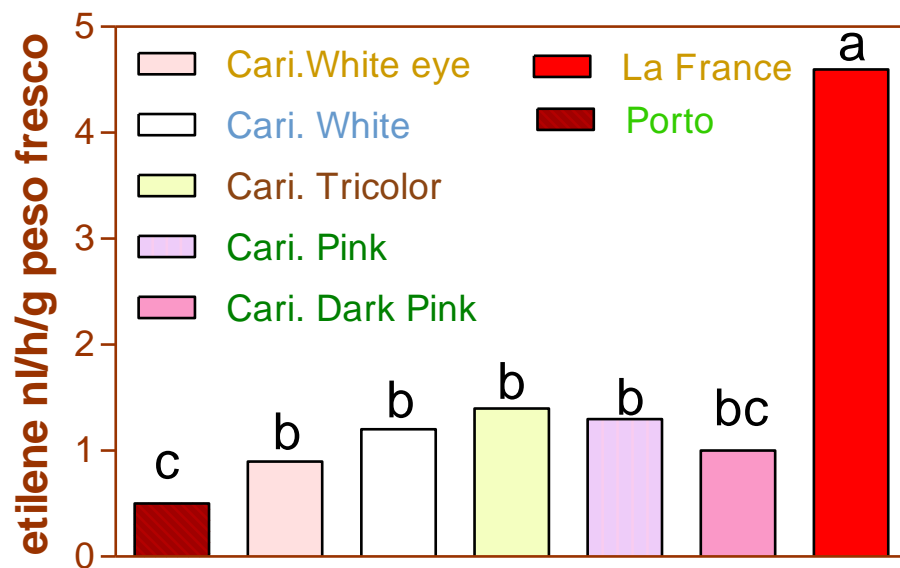 etilene nl/h/g peso fresco
5
4
3
2
1
0
Cari.White eye
Cari. White
Cari. Tricolor
Cari. Pink
Cari. Dark Pink
La France
Porto
c
b
b
b
b
bc
a